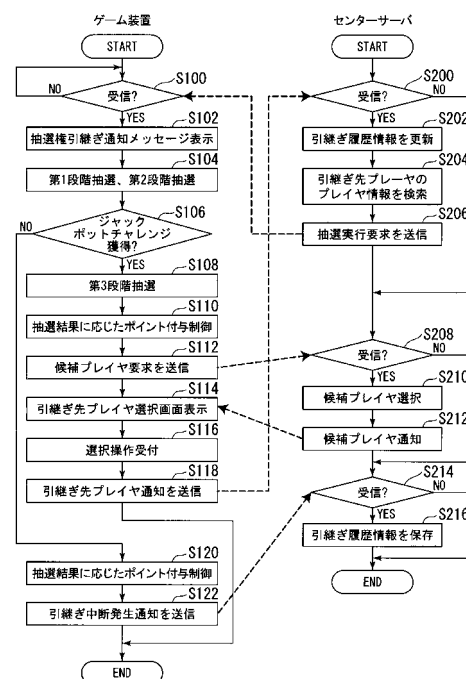 ゲーム装置
START
S100
NO
受信?
YES
S102
抽選権引継ぎ通知メッセージ表示
S104
第1段階抽選、第2段階抽選
S106
NO
ジャック
ポットチャレンジ
獲得?
YES
S108
第3段階抽選
S110
抽選結果に応じたポイント付与制御
S112
候補プレイヤ要求を送信
S114
引継ぎ先プレイヤ選択画面表示
S116
選択操作受付
S118
引継ぎ先プレイヤ通知を送信
S120
抽選結果に応じたポイント付与制御
S122
引継ぎ中断発生通知を送信
END
センターサーバ
START
S200
受信?
NO
YES
S202
引継ぎ履歴情報を更新
S204
引継ぎ先プレーヤの
プレイヤ情報を検索
S206
抽選実行要求を送信
S208
受信?
NO
YES
S210
候補プレイヤ選択
S212
候補プレイヤ通知
S214
受信?
NO
YES
S216
引継ぎ履歴情報を保存
END